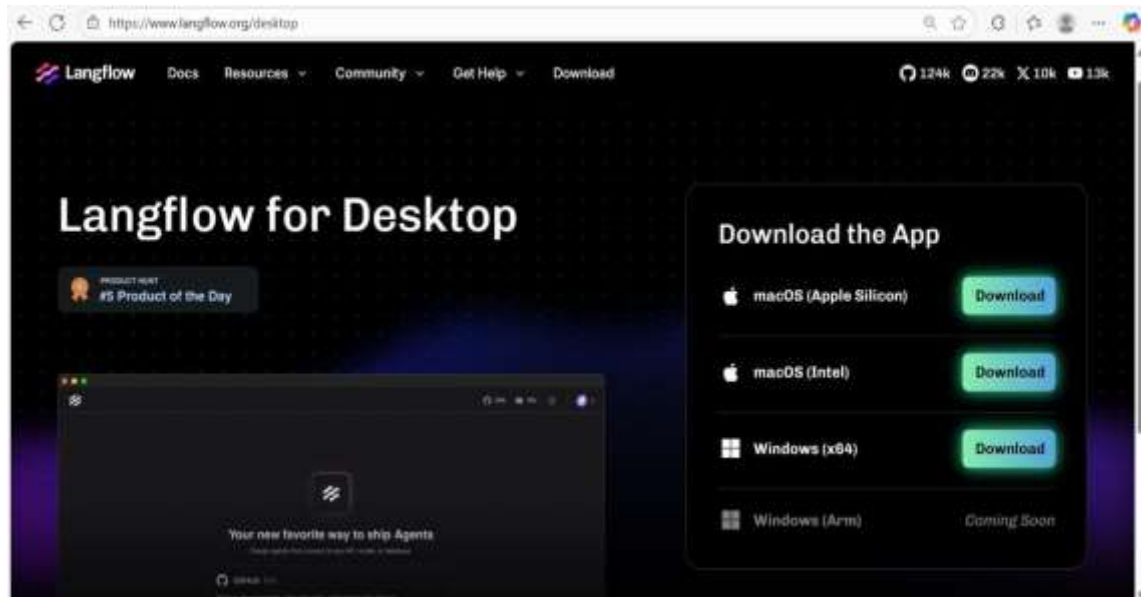 https://www.langflow.org/desktop
Langflow Docs Resources Community Get Help Download 124k 22k 10k 13k
Langflow for Desktop
PRODUCT HUNT
#5 Product of the Day
Download the App
macOS (Apple Silicon) Download
macOS (Intel) Download
Windows (x64) Download
Windows (Arm) Coming Soon
Your new favorite way to ship Agents
GitHub